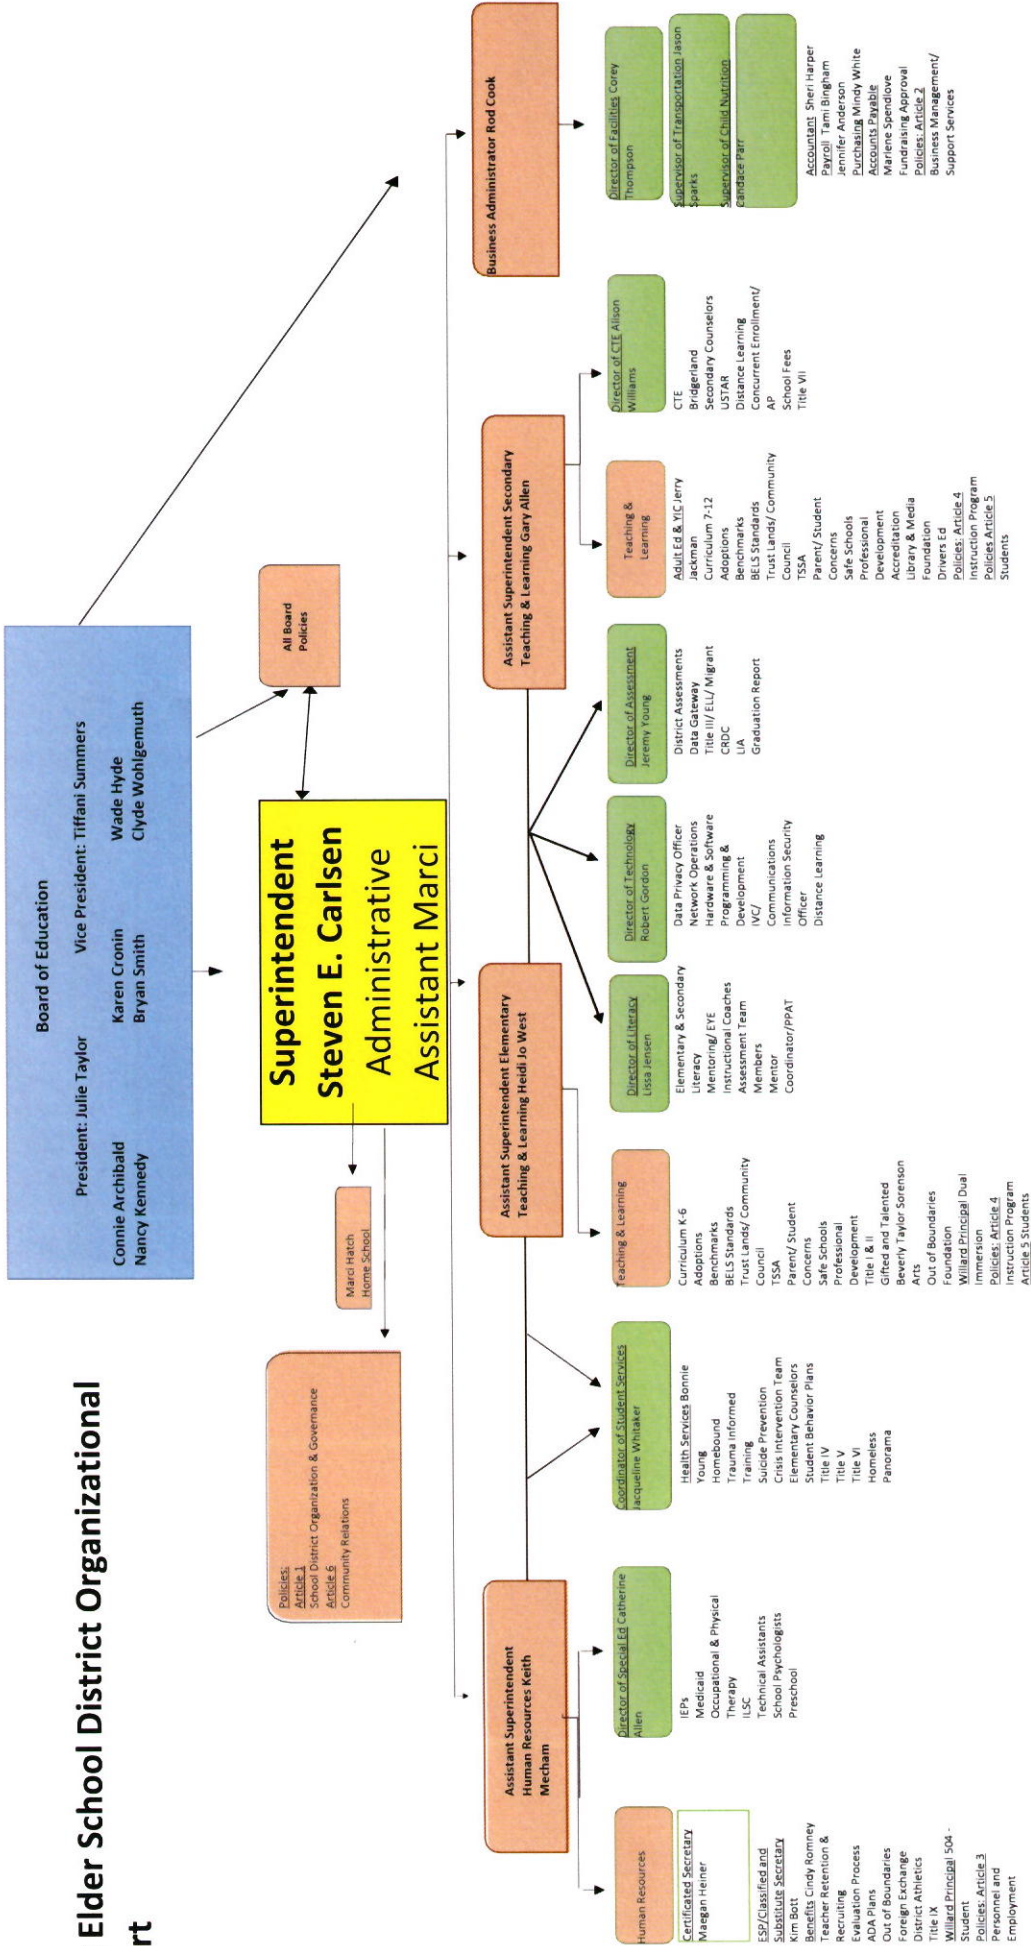 Elder School District Organizational
rt
Board of Education
President: Julie Taylor Vice President: Tiffani Summers
Connie Archibald Karen Cronin Wade Hyde
Nancy Kennedy Bryan Smith Clyde Wohlgemuth
Superintendent
Steven E. Carlsen
Administrative
Assistant Marci
All Board
Policies
Marci Hatch
Home School
Policies:
Article 1
School District Organization & Governance
Article 6
Community Relations
Assistant Superintendent
Human Resources Keith
Mecham
Assistant Superintendent Elementary
Teaching & Learning Heidi Jo West
Assistant Superintendent Secondary
Teaching & Learning Gary Allen
Business Administrator Rod Cook
Human Resources
Certificated Secretary
Maegan Heiner
ESP/Classified and
Substitute Secretary
Kim Bott
Benefits Cindy Romney
Teacher Retention &
Recruiting
Evaluation Process
ADA Plans
Out of Boundaries
Foreign Exchange
District Athletics
Title IX
Willard Principal 504 -
Student
Policies: Article 3
Personnel and
Employment
Director of Special Ed Catherine
Allen
IEPs
Medicaid
Occupational & Physical
Therapy
ILSC
Technical Assistants
School Psychologists
Preschool
Coordinator of Student Services
Jacqueline Whitaker
Health Services Bonnie
Young
Homebound
Trauma Informed
Training
Suicide Prevention
Crisis Intervention Team
Elementary Counselors
Student Behavior Plans
Title IV
Title V
Title VI
Homeless
Panorama
Teaching & Learning
Curriculum K-6
Adoptions
Benchmarks
BELS Standards
Trust Lands/ Community
Council
TSSA
Parent/ Student
Concerns
Safe Schools
Professional
Development
Title I & II
Gifted and Talented
Beverly Taylor Sorenson
Arts
Out of Boundaries
Foundation
Willard Principal Dual
Immersion
Policies: Article 4
Instruction Program
Article 5 Students
Director of Literacy
Lissa Jensen
Elementary & Secondary
Literacy
Mentoring/ EYE
Instructional Coaches
Assessment Team
Members
Mentor
Coordinator/PPAT
Director of Technology
Robert Gordon
Data Privacy Officer
Network Operations
Hardware & Software
Programming &
Development
IVC/
Communications
Information Security
Officer
Distance Learning
Director of Assessment
Jeremy Young
District Assessments
Data Gateway
Title III/ ELL/ Migrant
CRDC
LIA
Graduation Report
Teaching &
Learning
Adult Ed & YIC Jerry
Jackman
Curriculum 7-12
Adoptions
Benchmarks
BELS Standards
Trust Lands/ Community
Council
TSSA
Parent/ Student
Concerns
Safe Schools
Professional
Development
Accreditation
Library & Media
Foundation
Drivers Ed
Policies: Article 4
Instruction Program
Policies Article 5
Students
Director of CTE Alison
Williams
CTE
Bridgerland
Secondary Counselors
USTAR
Distance Learning
Concurrent Enrollment/
AP
School Fees
Title VII
Director of Facilities Corey
Thompson
Supervisor of Transportation Jason
Sparks
Supervisor of Child Nutrition
Candace Parr
Accountant Sheri Harper
Payroll Tami Bingham
Jennifer Anderson
Purchasing Mindy White
Accounts Payable
Marlene Spendlove
Fundraising Approval
Policies: Article 2
Business Management/
Support Services